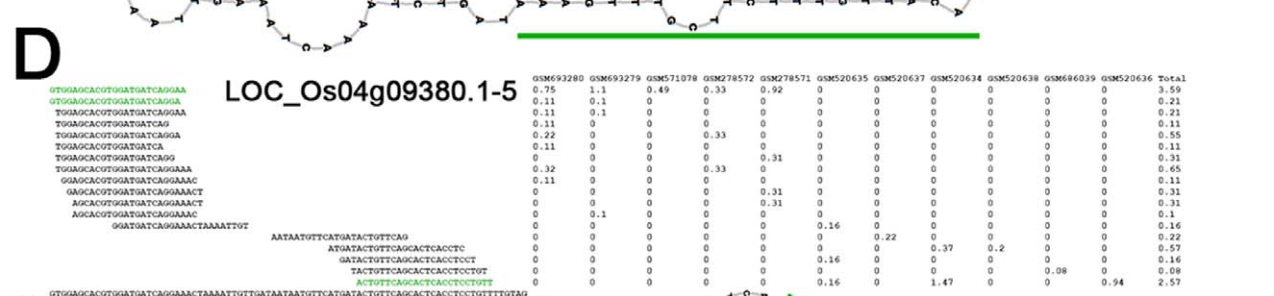 D
LOC_Os04g09380.1-5
GSM693280 GSM693279 GSM571078 GSM278572 GSM278571 GSM520635 GSM520637 GSM520634 GSM520638 GSM686039 GSM520636 Total
GTGGAGCACGTGGATGATCAGGAA 0.75 1.1 0.49 0.33 0.92 0 0 0 0 0 0 3.59
GTGGAGCACGTGGATGATCAGGA 0.11 0.1 0 0 0 0 0 0 0 0 0 0.21
TGGAGCACGTGGATGATCAGGAA 0.11 0.1 0 0 0 0 0 0 0 0 0 0.21
TGGAGCACGTGGATGATCAG 0.11 0 0 0 0 0 0 0 0 0 0 0.11
TGGAGCACGTGGATGATCAGGA 0.22 0 0 0.33 0 0 0 0 0 0 0 0.55
TGGAGCACGTGGATGATCA 0.11 0 0 0 0 0 0 0 0 0 0 0.11
TGGAGCACGTGGATGATCAGG 0 0 0 0 0.31 0 0 0 0 0 0 0.31
TGGAGCACGTGGATGATCAGGAAA 0.32 0 0 0.33 0 0 0 0 0 0 0 0.65
GGAGCACGTGGATGATCAGGAAAC 0.11 0 0 0 0 0 0 0 0 0 0 0.11
GAGCACGTGGATGATCAGGAAACT 0 0 0 0 0.31 0 0 0 0 0 0 0.31
AGCACGTGGATGATCAGGAAACT 0 0 0 0 0.31 0 0 0 0 0 0 0.31
AGCACGTGGATGATCAGGAAAC 0 0.1 0 0 0 0 0 0 0 0 0 0.1
GGATGATCAGGAAACTAAAATTGT 0 0 0 0 0 0.16 0 0 0 0 0 0.16
AATAATGTTCATGATACTGTTCAG 0 0 0 0 0 0 0.22 0 0 0 0 0.22
ATGATACTGTTCAGCACTCACCTC 0 0 0 0 0 0 0 0.37 0.2 0 0 0.57
GATACTGTTCAGCACTCACCTCCT 0 0 0 0 0 0.16 0 0 0 0 0 0.16
TACTGTTCAGCACTCACCTCCTGT 0 0 0 0 0 0 0 0 0 0.08 0 0.08
ACTGTTCAGCACTCACCTCCTGTT 0 0 0 0 0 0.16 0 1.47 0 0 0.94 2.57
GTGGAGCACGTGGATGATCAGGAAACTAAAATTGTTGATAATAATGTTCATGATACTGTTCAGCACTCACCTCCTGTTTTGTAG